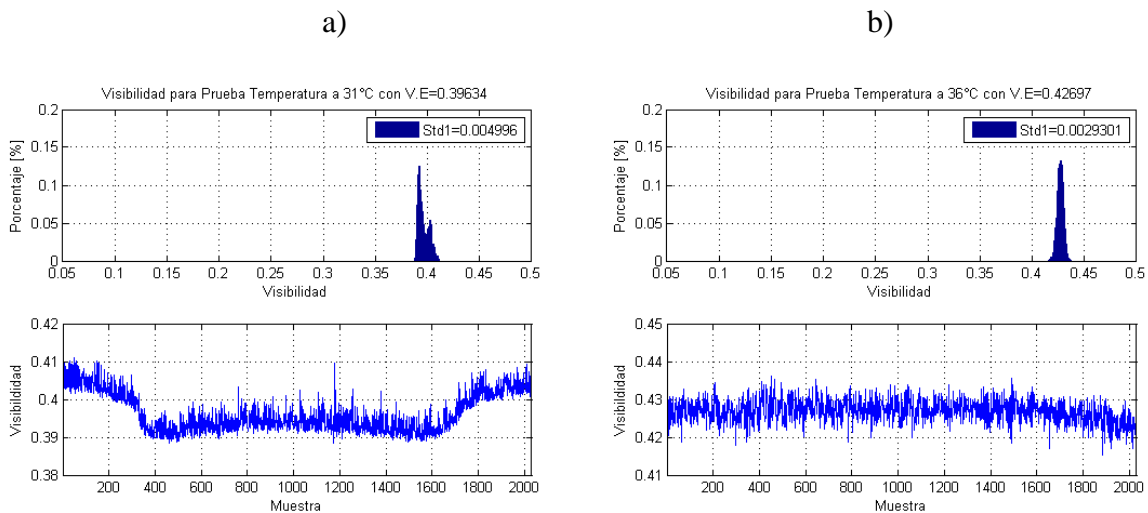 a)
b)
Visibilidad para Prueba Temperatura a 31°C con V.E=0.39634
0.2
0.15
0.1
0.05
0
Porcentaje [%]
Std1=0.004996
0.05 0.1 0.15 0.2 0.25 0.3 0.35 0.4 0.45 0.5
Visibilidad
0.42
0.41
0.4
0.39
0.38
Visibilidad
200 400 600 800 1000 1200 1400 1600 1800 2000
Muestra
Visibilidad para Prueba Temperatura a 36°C con V.E=0.42697
0.2
0.15
0.1
0.05
0
Porcentaje [%]
Std1=0.0029301
0.05 0.1 0.15 0.2 0.25 0.3 0.35 0.4 0.45 0.5
Visibilidad
0.45
0.44
0.43
0.42
0.41
Visibilidad
200 400 600 800 1000 1200 1400 1600 1800 2000
Muestra